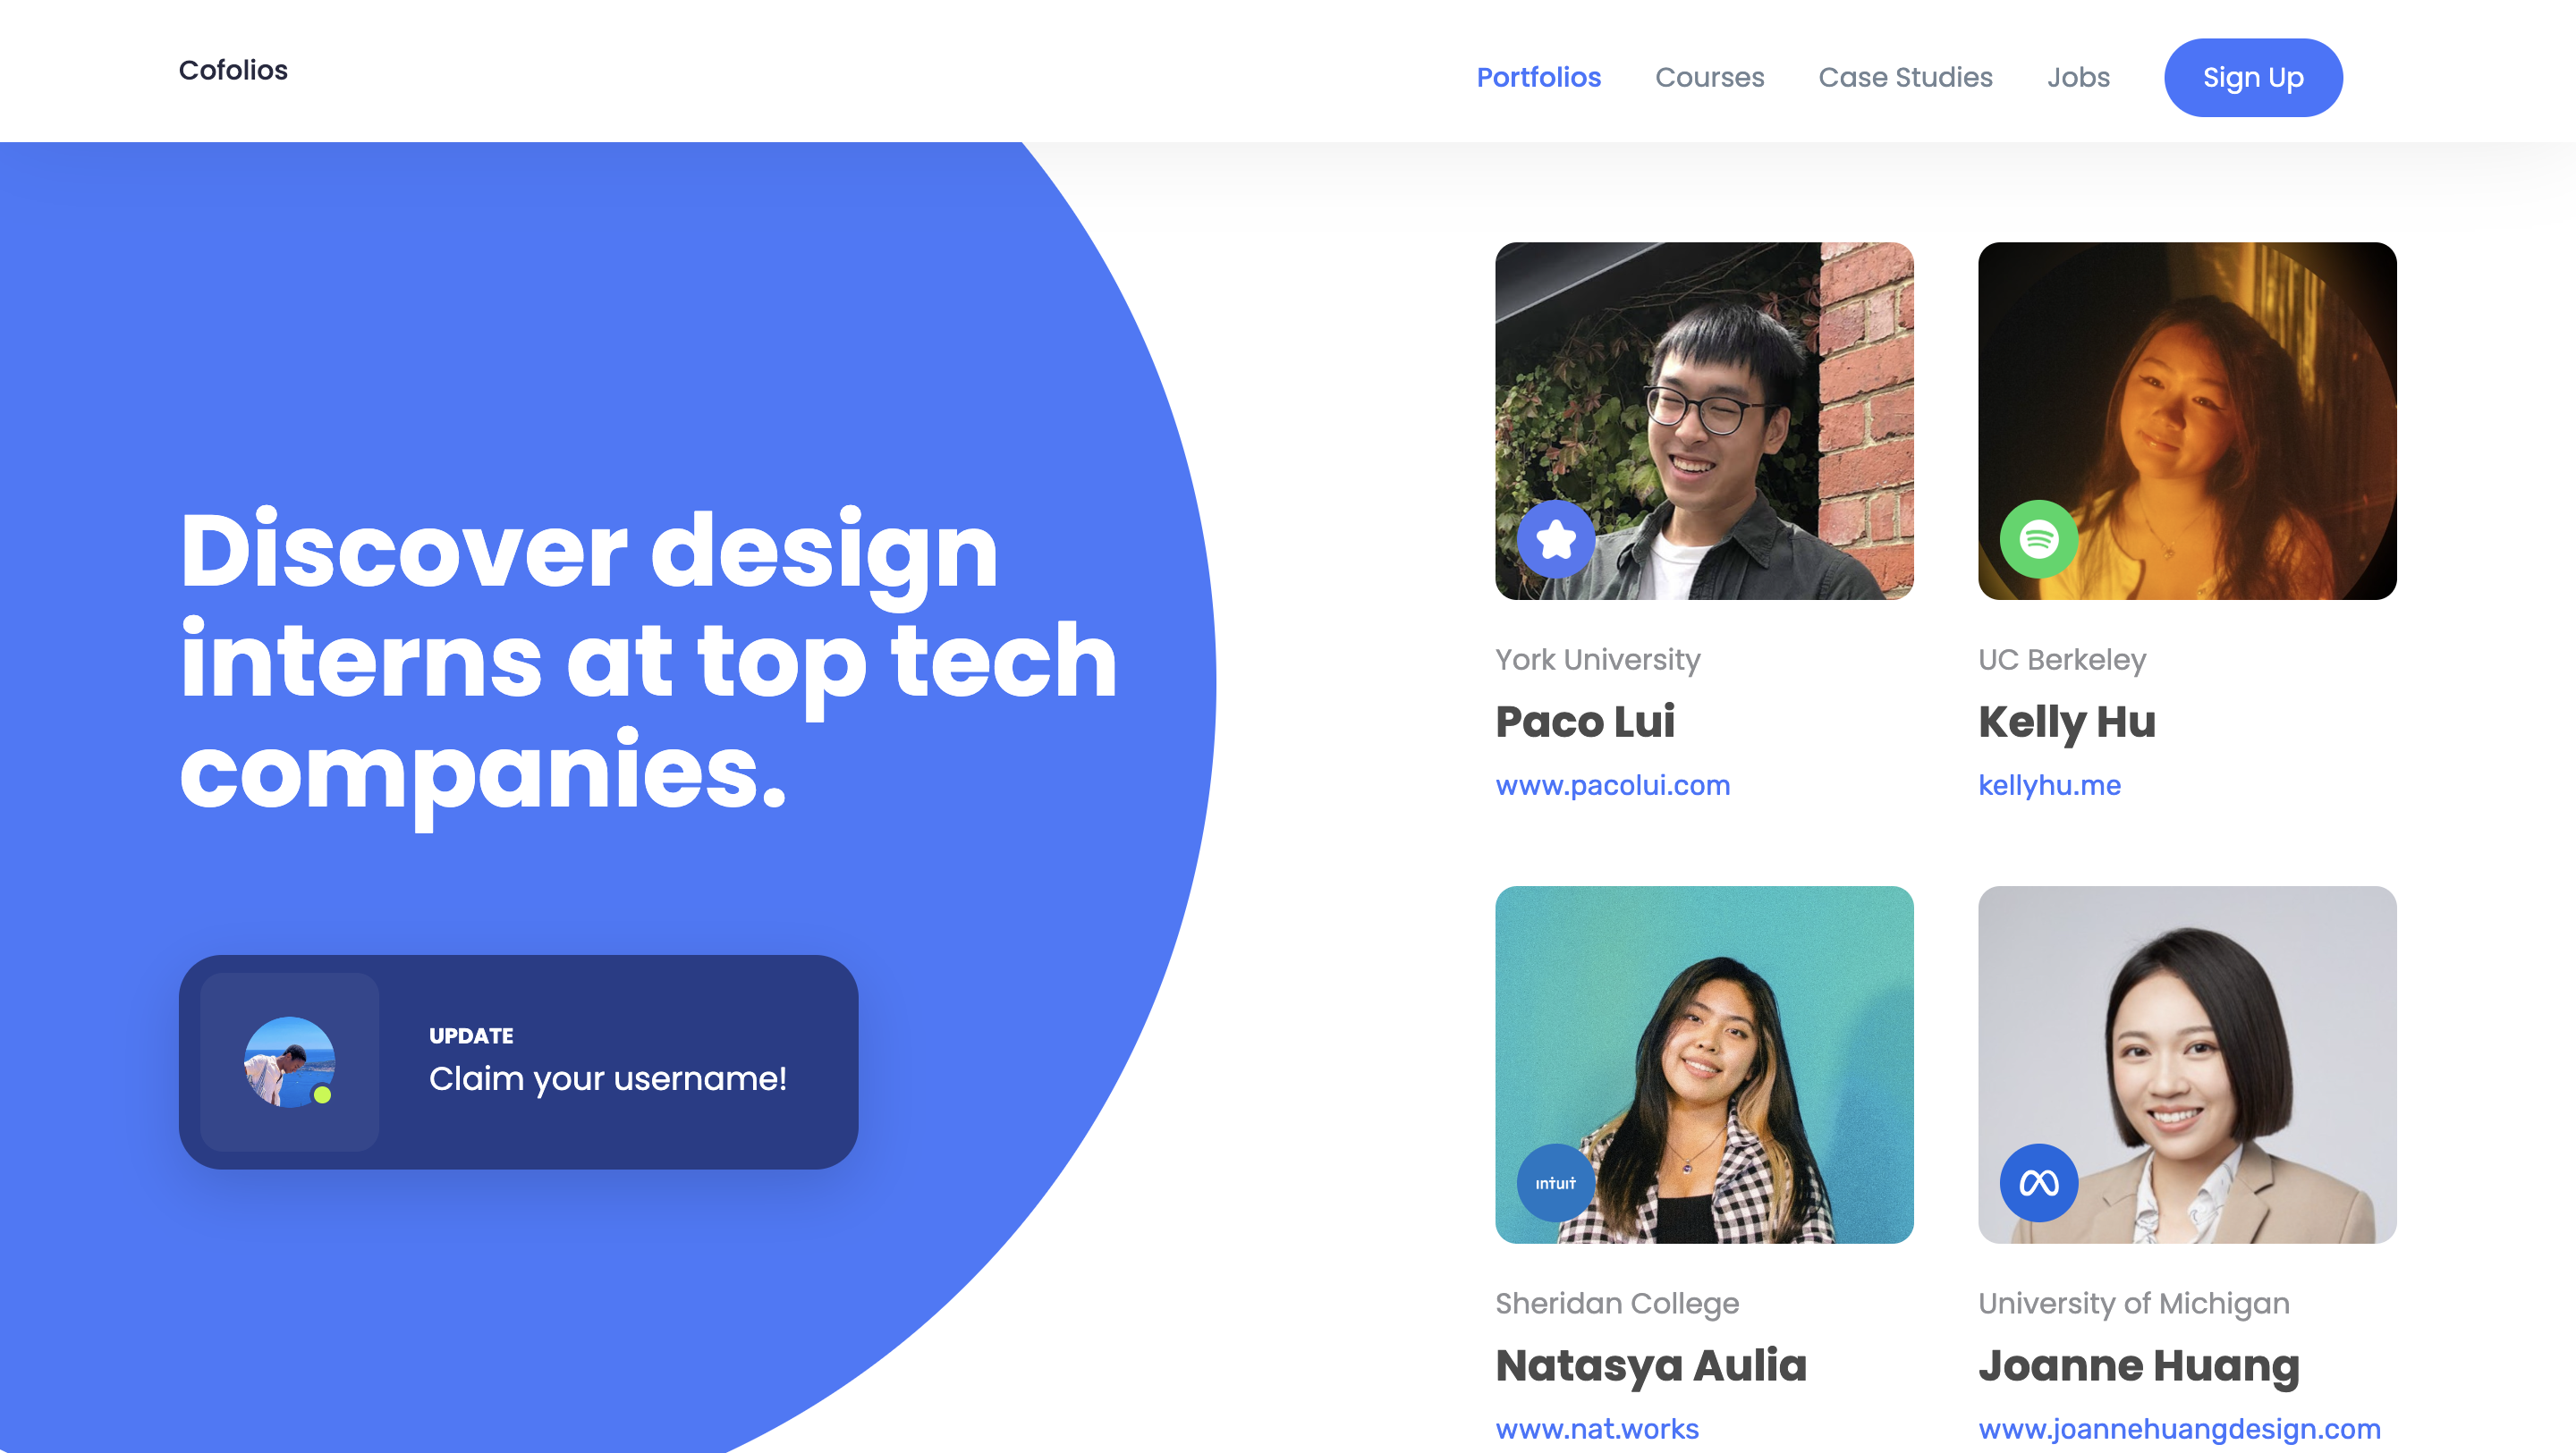 Cofolios
Portfolios
Courses
Case Studies
Jobs
Sign Up
Discover design
interns at top tech
companies.
UPDATE
Claim your username!
York University
Paco Lui
www.pacolui.com
UC Berkeley
Kelly Hu
kellyhu.me
intuit
Sheridan College
Natasya Aulia
www.nat.works
University of Michigan
Joanne Huang
www.joannehuangdesign.com